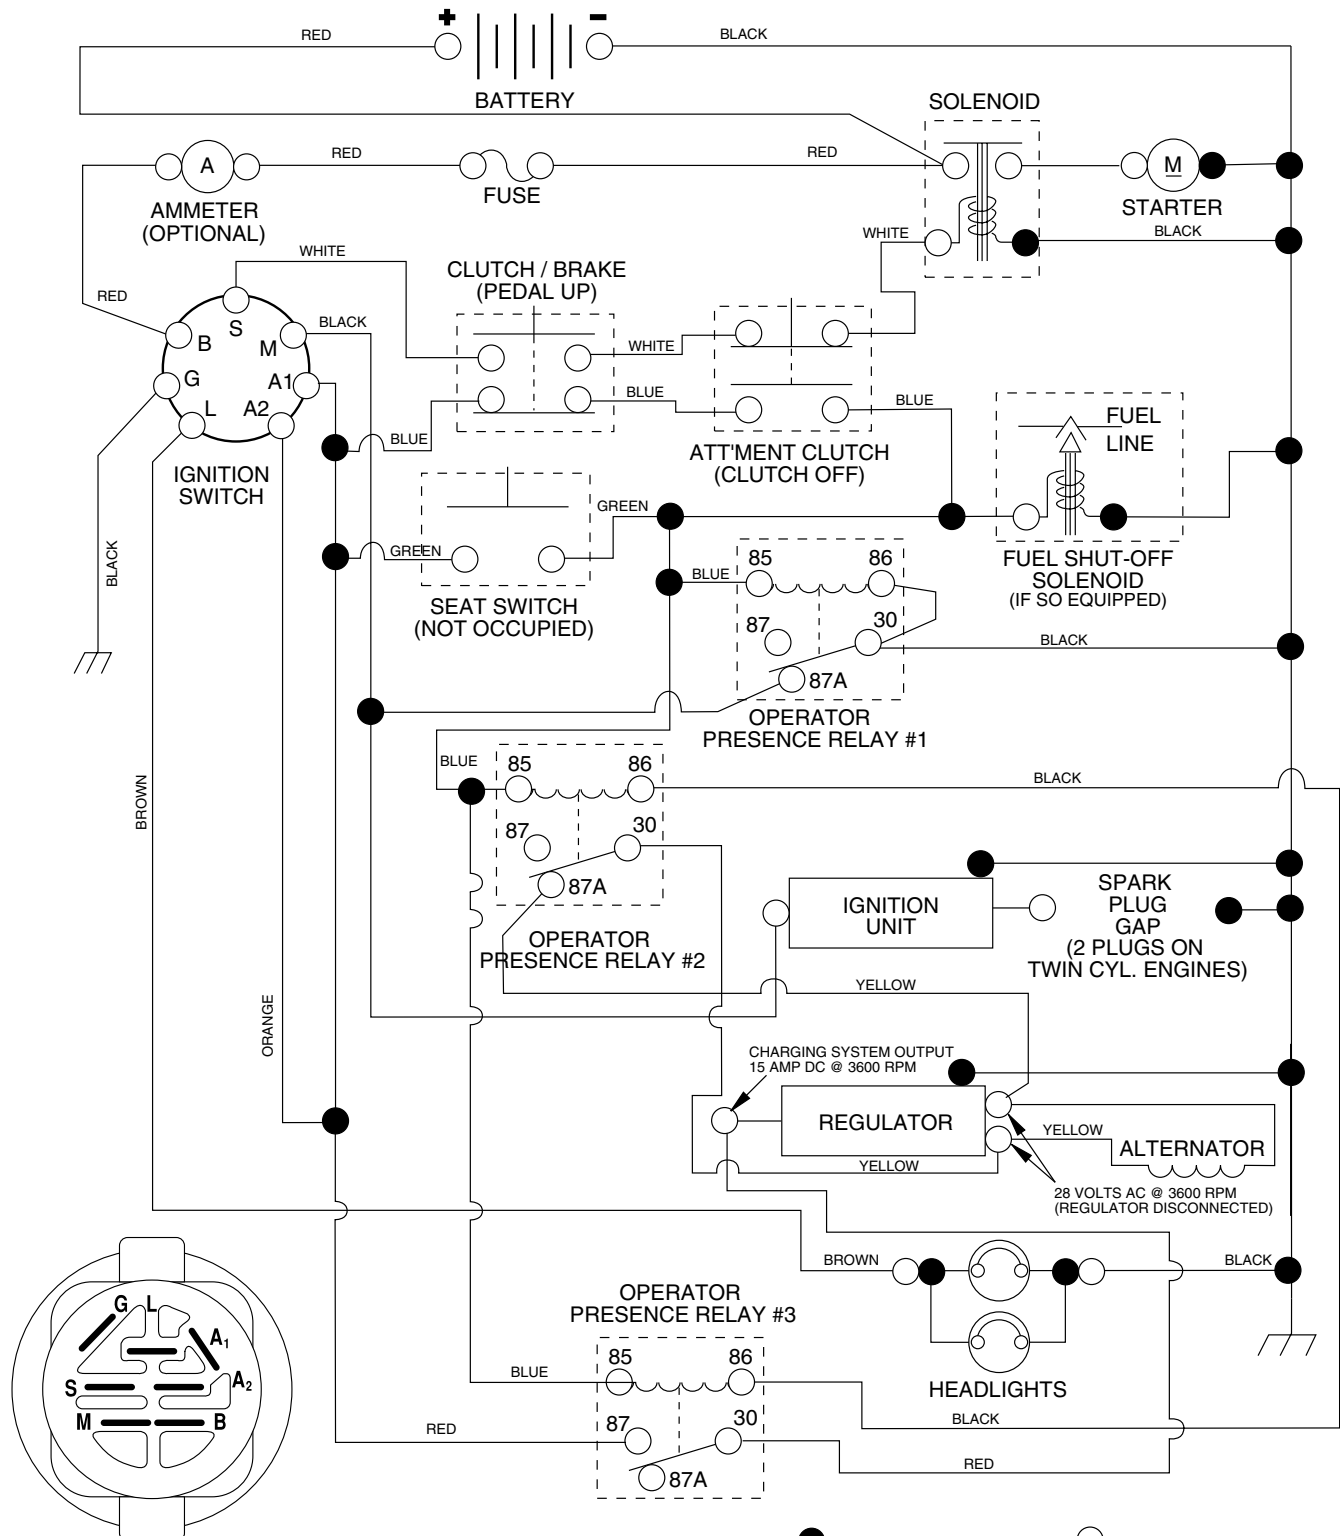 + −
RED
BLACK
BATTERY
SOLENOID
A
RED
RED
FUSE
M
STARTER
AMMETER
(OPTIONAL)
WHITE
BLACK
WHITE
CLUTCH / BRAKE
(PEDAL UP)
RED
S
BLACK
B
M
WHITE
G
A1
L
A2
BLUE
BLUE
BLUE
FUEL
LINE
ATT'MENT CLUTCH
(CLUTCH OFF)
IGNITION
SWITCH
GREEN
GREEN
BLACK
85
86
BLUE
FUEL SHUT-OFF
SOLENOID
(IF SO EQUIPPED)
SEAT SWITCH
(NOT OCCUPIED)
87
30
BLACK
87A
OPERATOR
PRESENCE RELAY #1
BLUE
85
86
BLACK
BROWN
87
30
87A
IGNITION
UNIT
SPARK
PLUG
GAP
(2 PLUGS ON
TWIN CYL. ENGINES)
OPERATOR
PRESENCE RELAY #2
YELLOW
ORANGE
CHARGING SYSTEM OUTPUT
15 AMP DC @ 3600 RPM
REGULATOR
YELLOW
ALTERNATOR
YELLOW
28 VOLTS AC @ 3600 RPM
(REGULATOR DISCONNECTED)
BROWN
BLACK
OPERATOR
PRESENCE RELAY #3
G L
A1
S
A2
M
B
85
86
BLUE
HEADLIGHTS
87
30
BLACK
RED
87A
RED